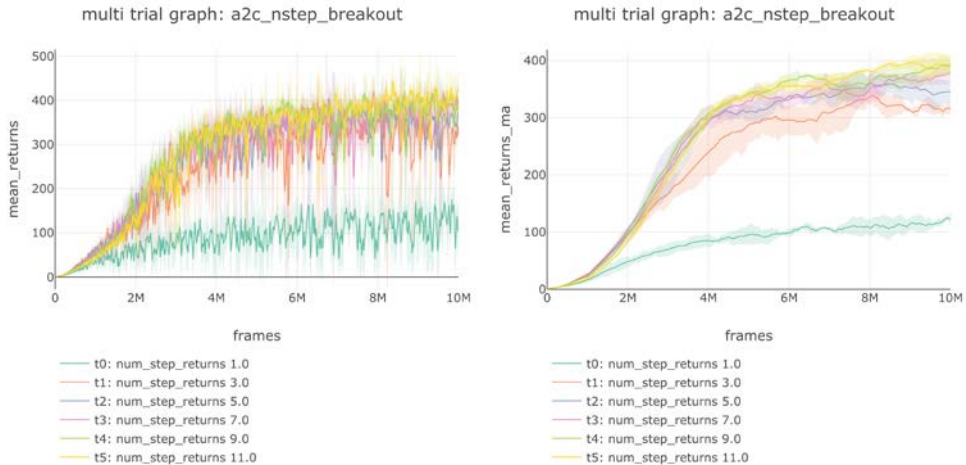 multi trial graph: a2c_nstep_breakout
500
400
300
200
100
0
mean_returns
0
2M
4M
6M
8M
10M
frames
t0: num_step_returns 1.0
t1: num_step_returns 3.0
t2: num_step_returns 5.0
t3: num_step_returns 7.0
t4: num_step_returns 9.0
t5: num_step_returns 11.0
multi trial graph: a2c_nstep_breakout
400
300
200
100
0
mean_returns_ma
0
2M
4M
6M
8M
10M
frames
t0: num_step_returns 1.0
t1: num_step_returns 3.0
t2: num_step_returns 5.0
t3: num_step_returns 7.0
t4: num_step_returns 9.0
t5: num_step_returns 11.0